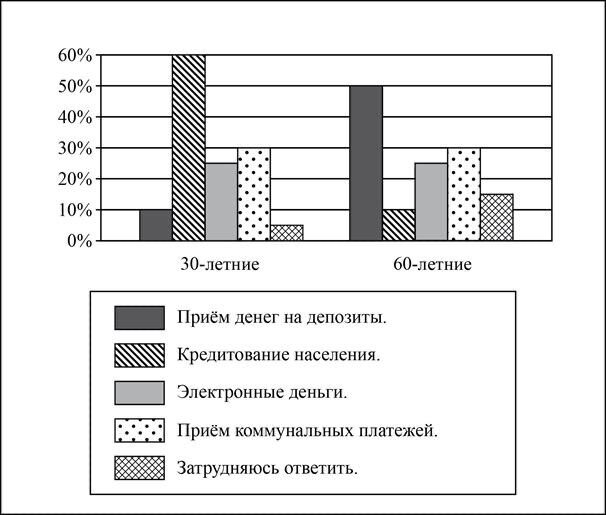 60%
50%
40%
30%
20%
10%
0%
30-летние 60-летние
Приём денег на депозиты.
Кредитование населения.
Электронные деньги.
Приём коммунальных платежей.
Затрудняюсь ответить.